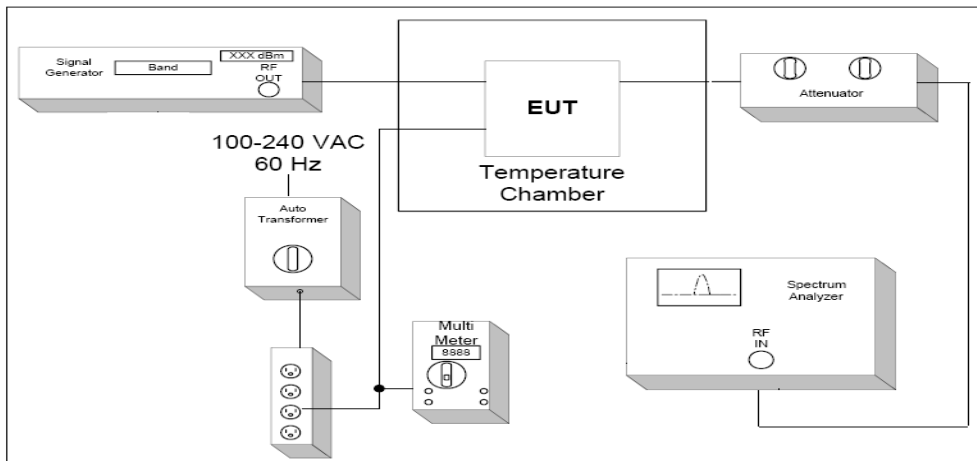 Signal
Generator
Band
XXX dBm
RF
OUT
EUT
Temperature
Chamber
Attenuator
100-240 VAC
60 Hz
Auto
Transformer
Multi
Meter
8888
Spectrum
Analyzer
RF
IN